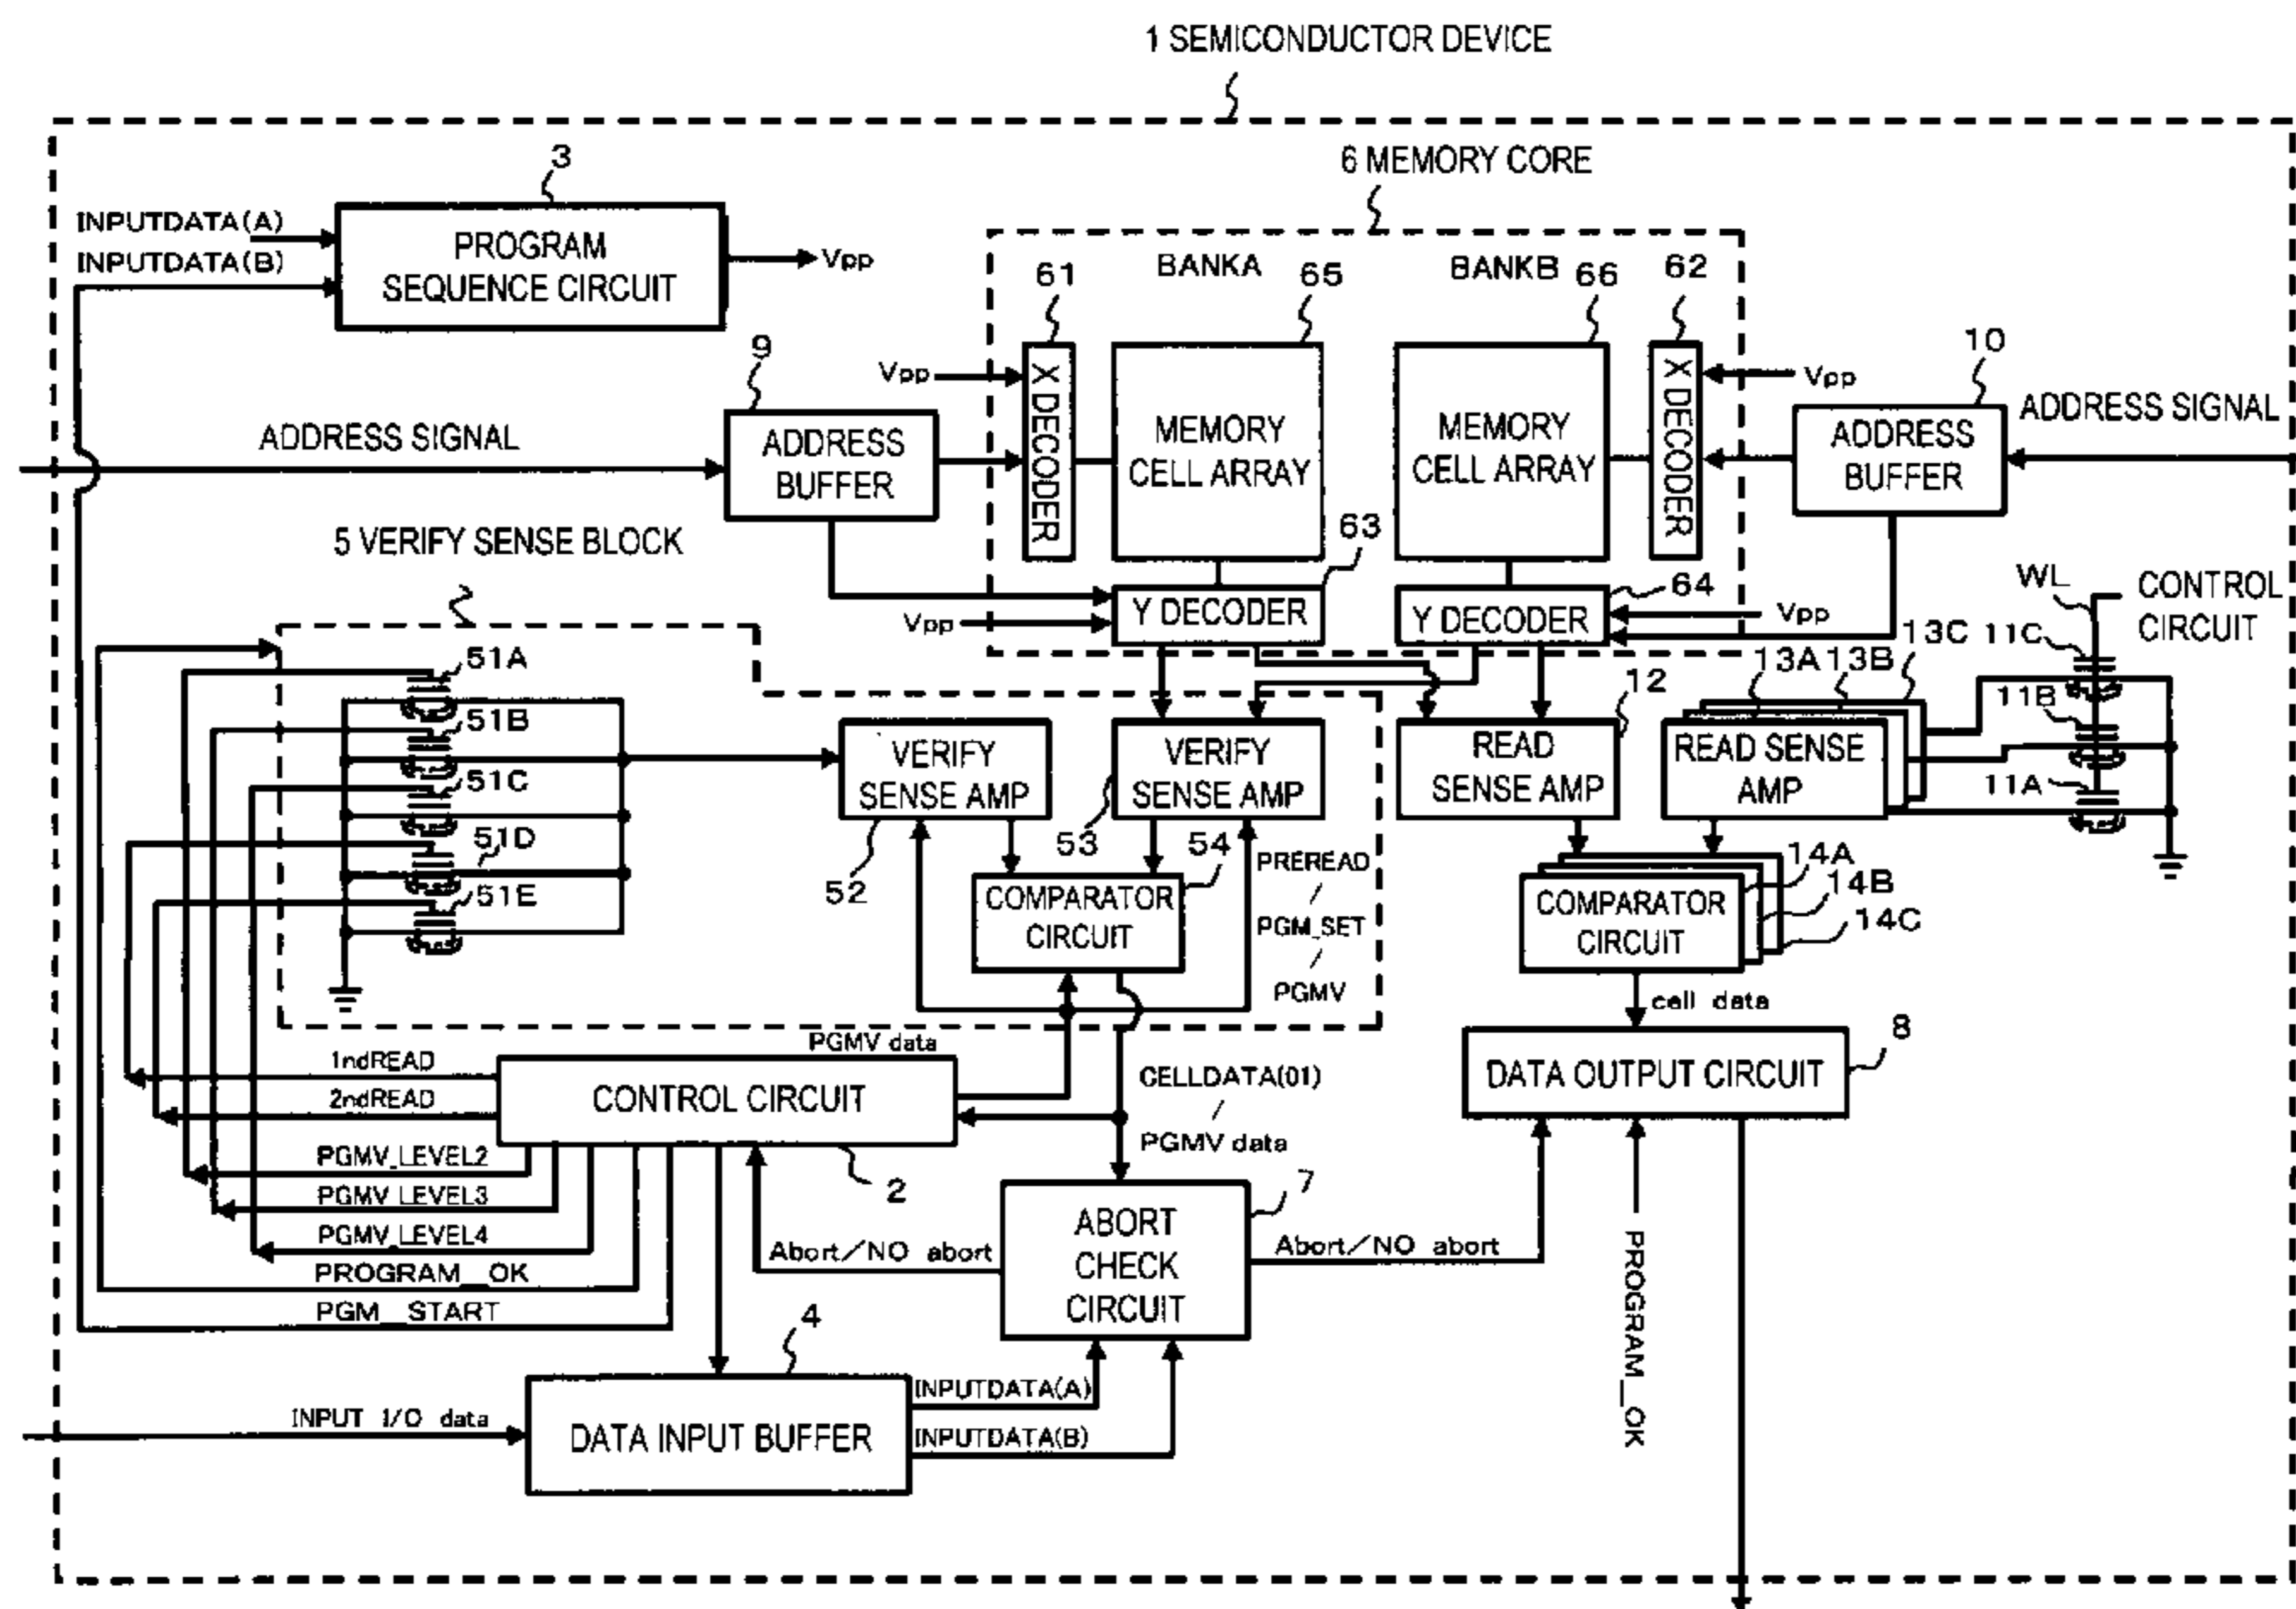 1 SEMICONDUCTOR DEVICE
3
6 MEMORY CORE
INPUTDATA(A)
INPUTDATA(B)
PROGRAM
SEQUENCE CIRCUIT
Vpp
BANKA
65
BANKB
66
61
62
9
10
Vpp
X DECODER
MEMORY
CELL ARRAY
MEMORY
CELL ARRAY
X DECODER
Vpp
ADDRESS SIGNAL
ADDRESS
BUFFER
ADDRESS
BUFFER
ADDRESS SIGNAL
5 VERIFY SENSE BLOCK
63
64
Vpp
Y DECODER
Y DECODER
Vpp
WL
CONTROL
CIRCUIT
51A
51B
51C
51D
51E
13A
13B
13C
11C
11B
11A
12
VERIFY
SENSE AMP
VERIFY
SENSE AMP
READ
SENSE AMP
READ SENSE
AMP
52
53
54
PREREAD
/
PGM_SET
/
PGMV
COMPARATOR
CIRCUIT
COMPARATOR
CIRCUIT
14A
14B
14C
cell data
8
PGMV data
1ndREAD
2ndREAD
CONTROL CIRCUIT
CELLDATA(01)
/
PGMV data
DATA OUTPUT CIRCUIT
PGMV_LEVEL2
PGMV_LEVEL3
PGMV_LEVEL4
PROGRAM__OK
PGM__START
2
7
Abort/NO abort
ABORT
CHECK
CIRCUIT
Abort/NO abort
PROGRAM__OK
4
INPUT I/O data
DATA INPUT BUFFER
INPUTDATA(A)
INPUTDATA(B)